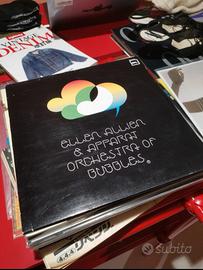 ELLEN ALLIEN
& APPARAT
ORCHESTRA OF
BUBBLES.
DENIM
subito